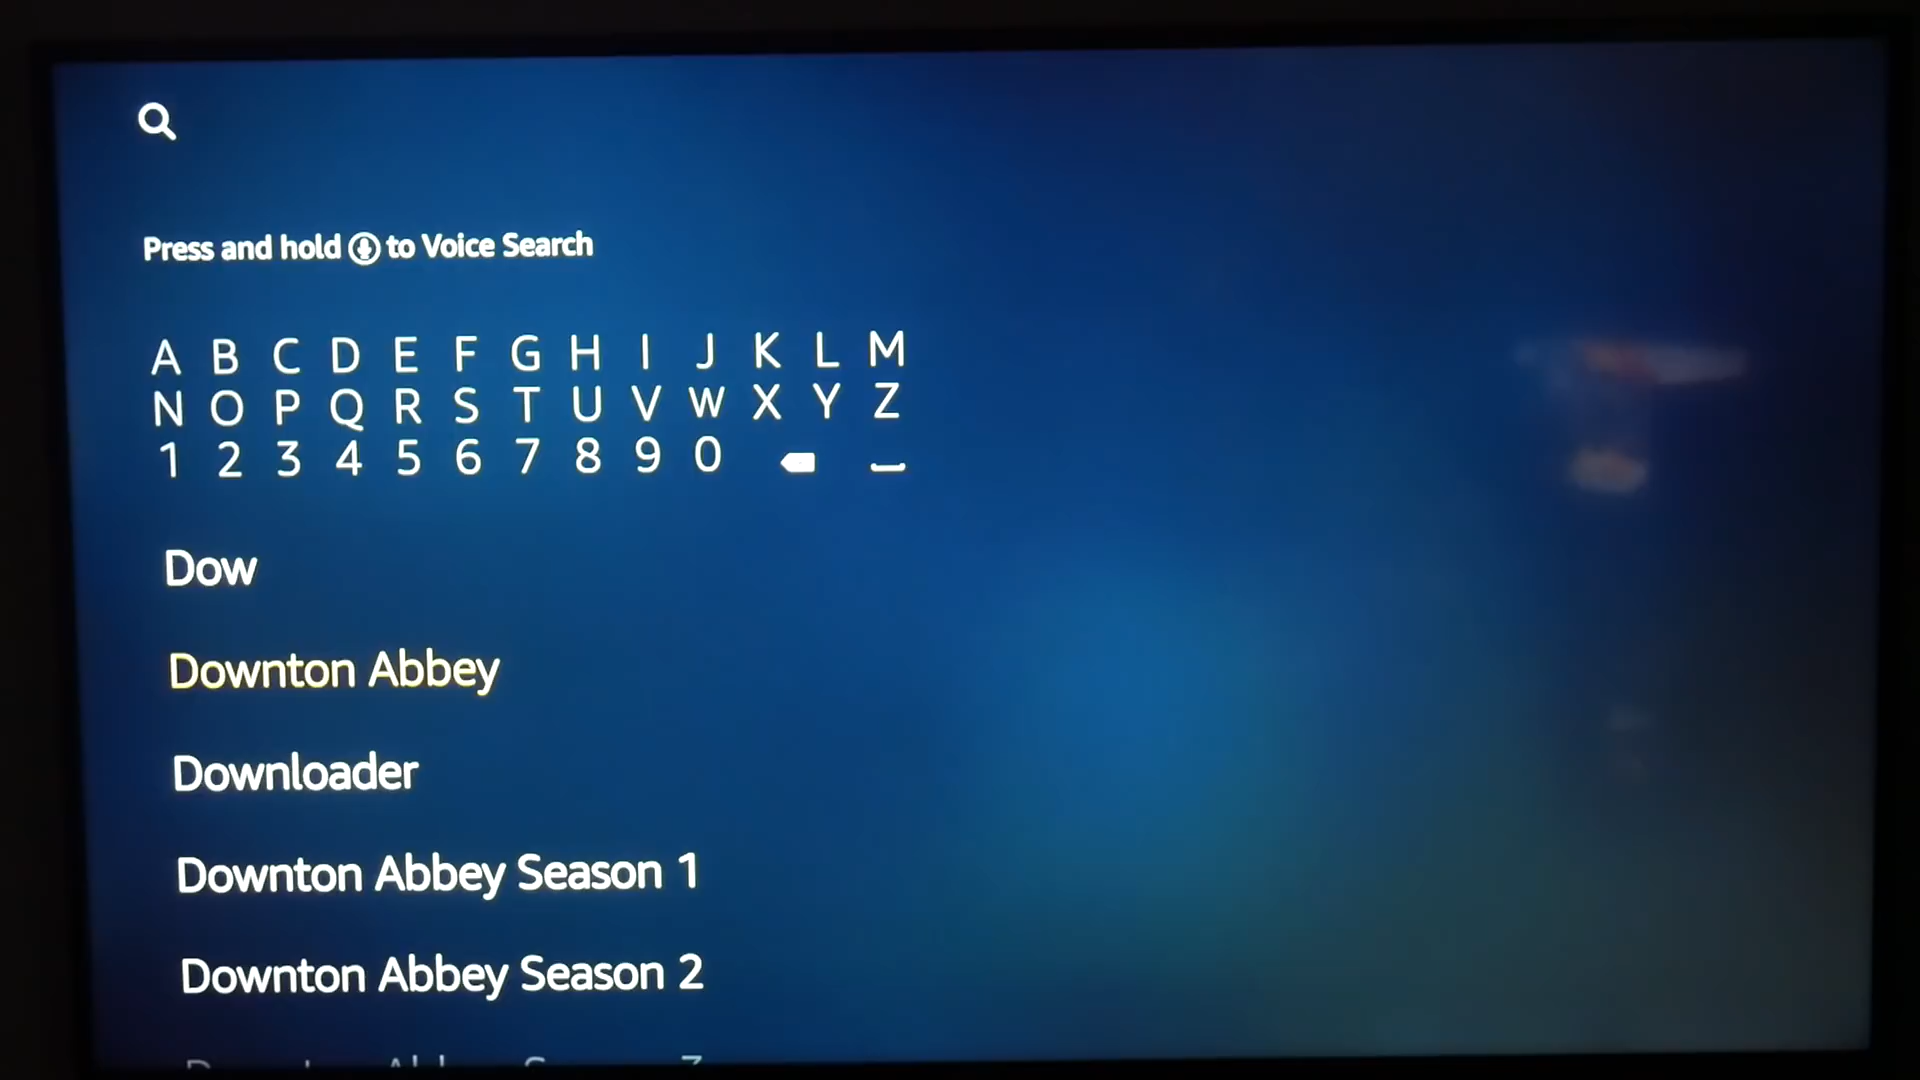 Press and hold to Voice Search
A B C D E F G H I J K L M
N O P Q R S T U V W X Y Z
1 2 3 4 5 6 7 8 9 0
Dow
Downton Abbey
Downloader
Downton Abbey Season 1
Downton Abbey Season 2